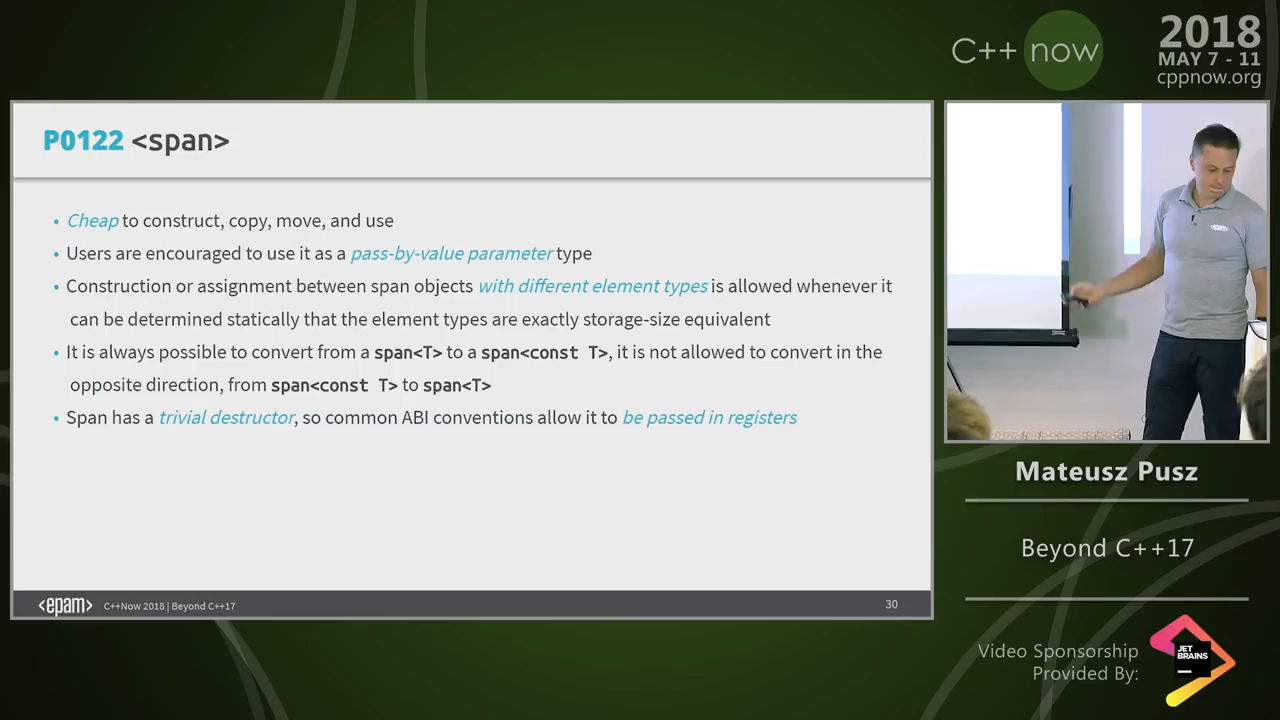 C++ now
2018
MAY 7 - 11
cppnow.org
P0122 <span>
• Cheap to construct, copy, move, and use
• Users are encouraged to use it as a pass-by-value parameter type
• Construction or assignment between span objects with different element types is allowed whenever it
can be determined statically that the element types are exactly storage-size equivalent
• It is always possible to convert from a span<T> to a span<const T>, it is not allowed to convert in the
opposite direction, from span<const T> to span<T>
• Span has a trivial destructor, so common ABI conventions allow it to be passed in registers
<epam> C++Now 2018 | Beyond C++17 30
Mateusz Pusz
Beyond C++17
Video Sponsorship
Provided By:
JET
BRAINS